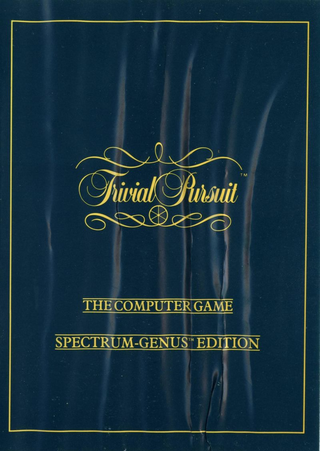 Trivial Pursuit™
THE COMPUTER GAME
SPECTRUM-GENUS™ EDITION